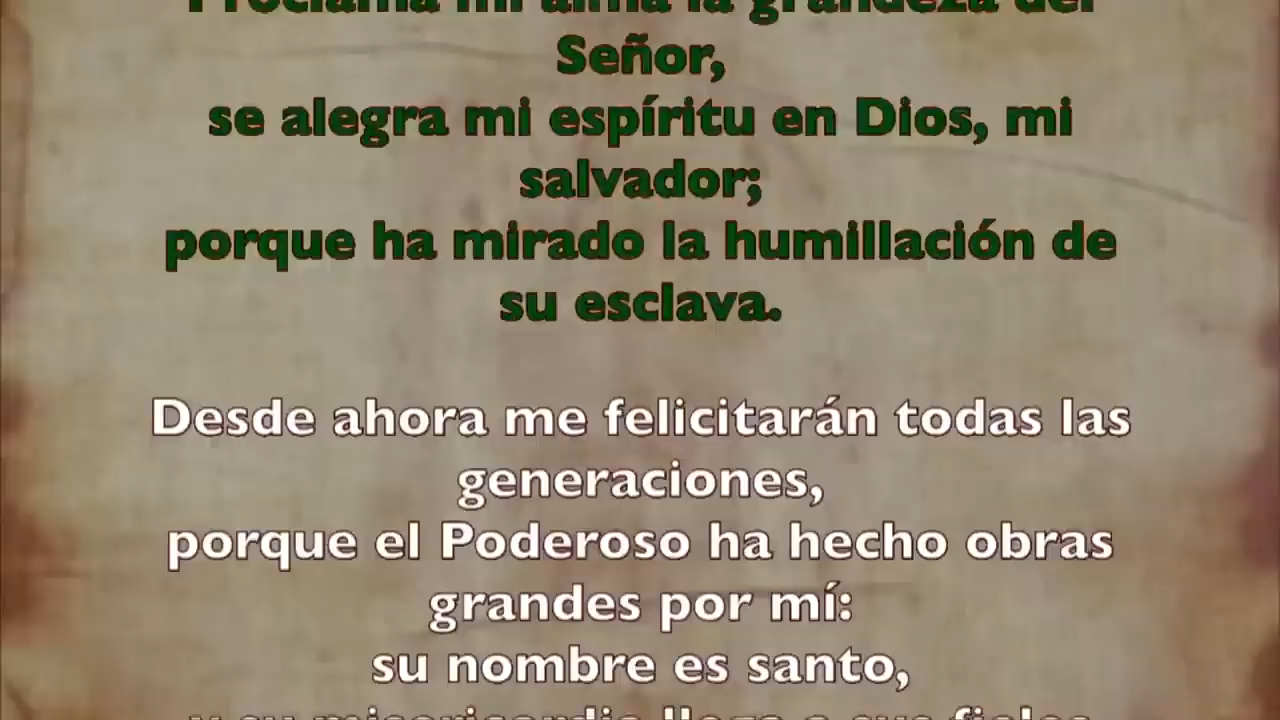 Proclama mi alma la grandeza del
Señor,
se alegra mi espíritu en Dios, mi
salvador;
porque ha mirado la humillación de
su esclava.
Desde ahora me felicitarán todas las
generaciones,
porque el Poderoso ha hecho obras
grandes por mí:
su nombre es santo,
y su misericordia llega a sus fieles